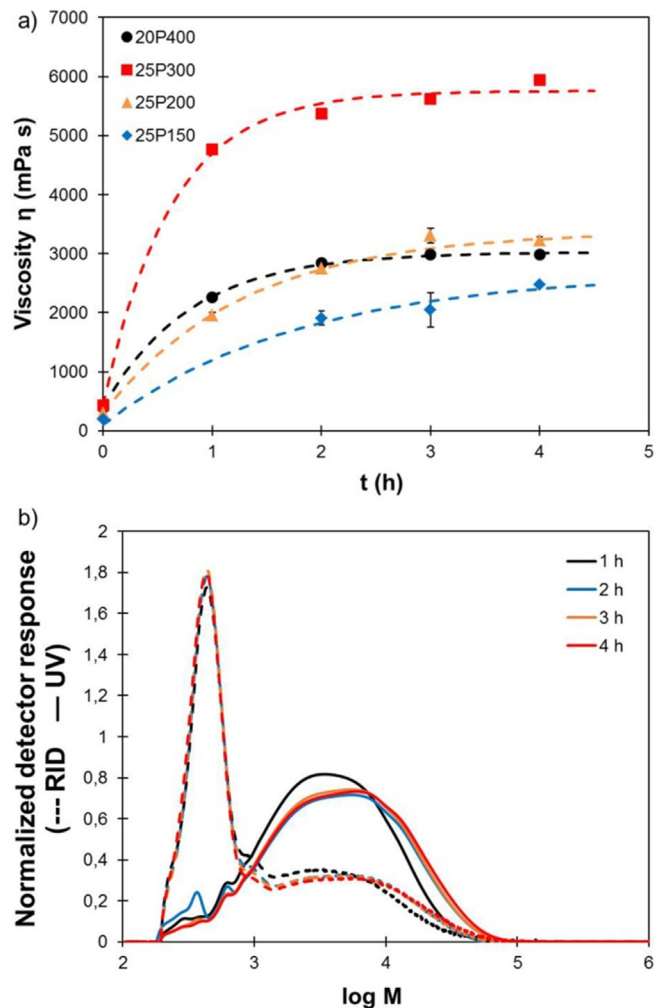 a)
7000
6000
5000
4000
3000
2000
1000
0
Viscosity η (mPa s)
20P400
25P300
25P200
25P150
0 1 2 3 4 5
t (h)
b)
2
1,8
1,6
1,4
1,2
1
0,8
0,6
0,4
0,2
0
Normalized detector response
(--- RID — UV)
1 h
2 h
3 h
4 h
2 3 4 5 6
log M